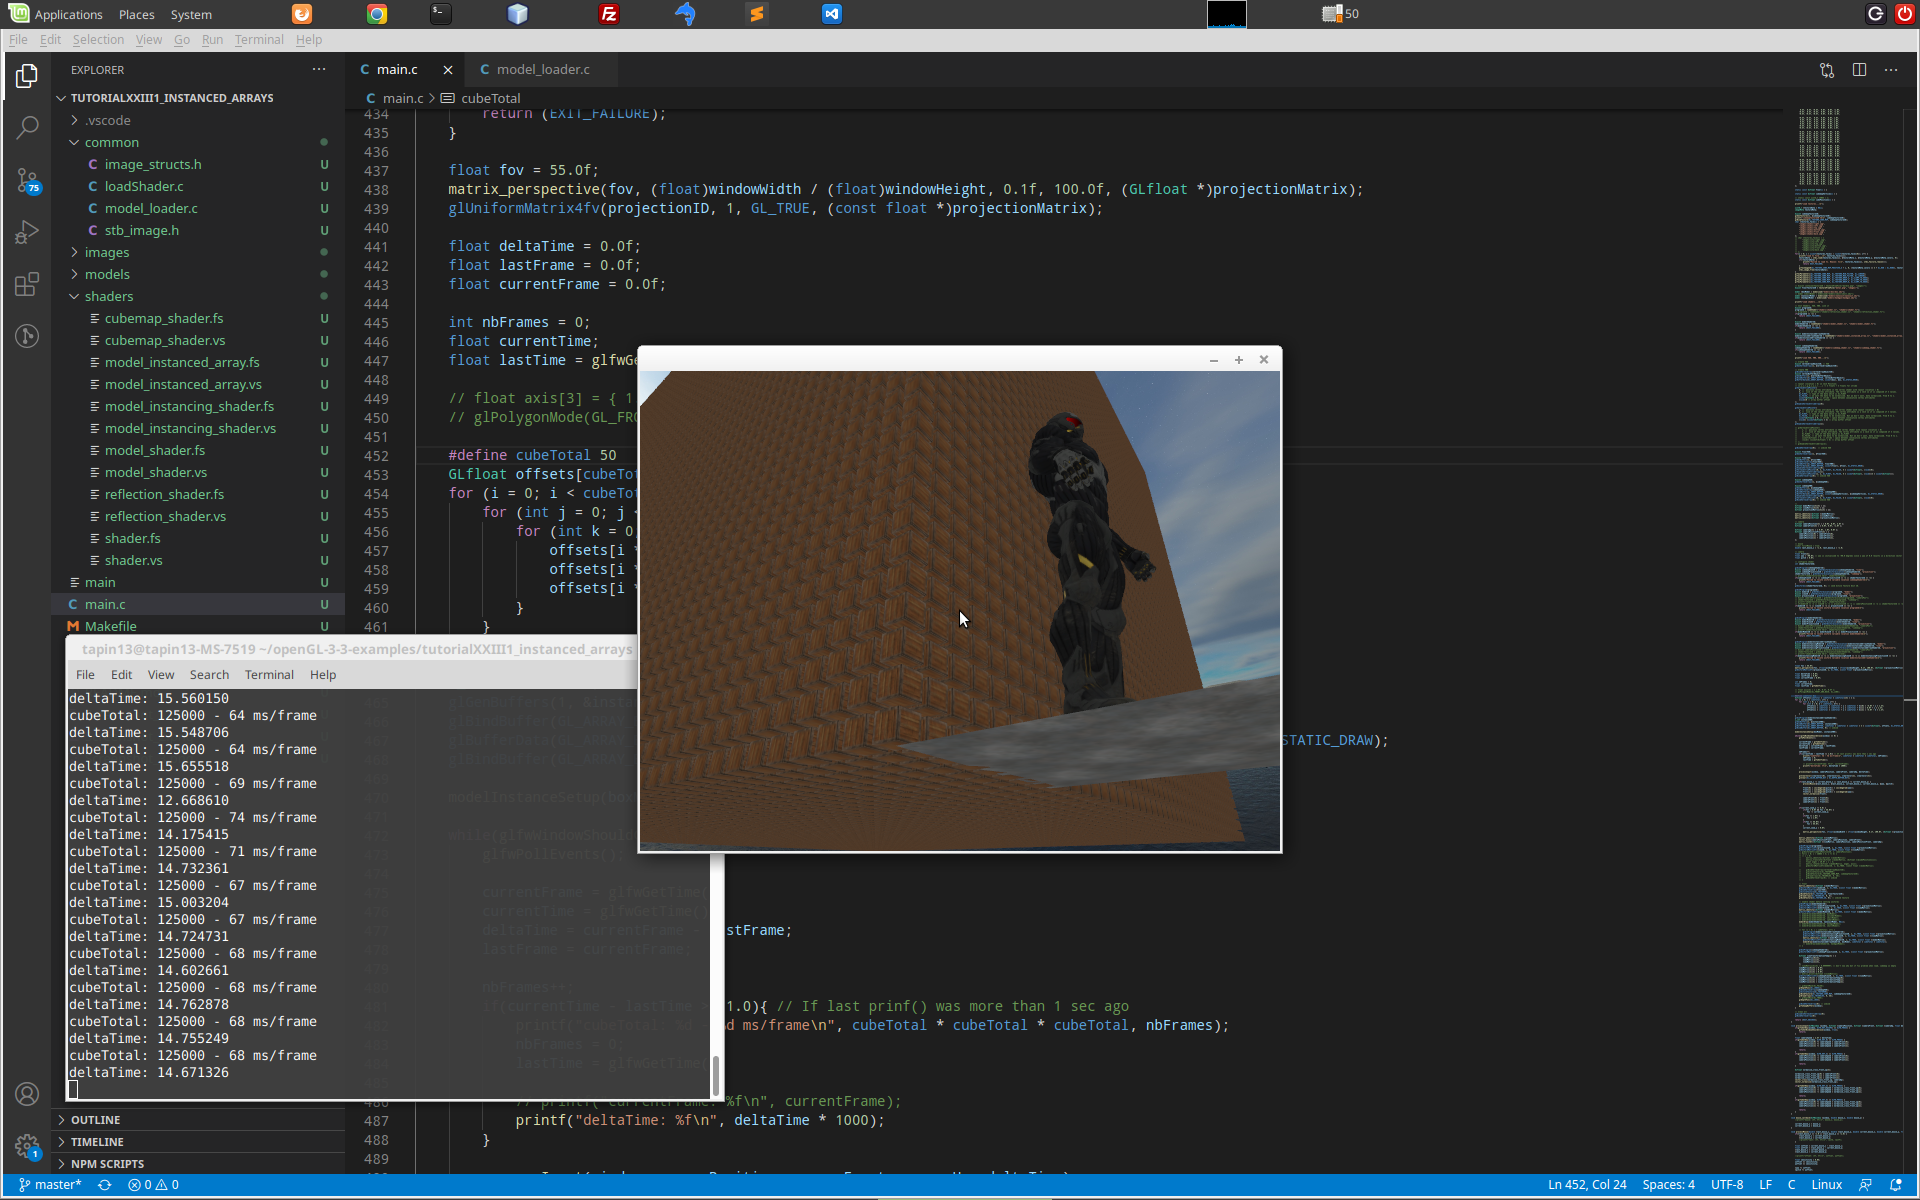 Applications Places System
50
File Edit Selection View Go Run Terminal Help
EXPLORER
main.c
model_loader.c
TUTORIALXXIII1_INSTANCED_ARRAYS
main.c > cubeTotal
.vscode
common
image_structs.h U
loadShader.c U
model_loader.c U
stb_image.h U
images
models
shaders
cubemap_shader.fs U
cubemap_shader.vs U
model_instanced_array.fs U
model_instanced_array.vs U
model_instancing_shader.fs U
model_instancing_shader.vs U
model_shader.fs U
model_shader.vs U
reflection_shader.fs U
reflection_shader.vs U
shader.fs U
shader.vs U
main U
main.c U
Makefile U
75
434 return (EXIT_FAILURE);
435 }
436
437 float fov = 55.0f;
438 matrix_perspective(fov, (float)windowWidth / (float)windowHeight, 0.1f, 100.0f, (GLfloat *)projectionMatrix);
439 glUniformMatrix4fv(projectionID, 1, GL_TRUE, (const float *)projectionMatrix);
440
441 float deltaTime = 0.0f;
442 float lastFrame = 0.0f;
443 float currentFrame = 0.0f;
444
445 int nbFrames = 0;
446 float currentTime;
447 float lastTime = glfwGe
448
449 // float axis[3] = { 1
450 // glPolygonMode(GL_FRO
451
452 #define cubeTotal 50
453 GLfloat offsets[cubeTot
454 for (i = 0; i < cubeTot
455 for (int j = 0; j <
456 for (int k = 0
457 offsets[i *
458 offsets[i *
459 offsets[i *
460 }
461 }
STATIC_DRAW);
stFrame;
1.0){ // If last prinf() was more than 1 sec ago
d ms/frame\n", cubeTotal * cubeTotal * cubeTotal, nbFrames);
// printf("currentFrame: %f\n", currentFrame);
487 printf("deltaTime: %f\n", deltaTime * 1000);
488 }
489
tapin13@tapin13-MS-7519 ~/openGL-3-3-examples/tutorialXXIII1_instanced_arrays
File Edit View Search Terminal Help
deltaTime: 15.560150
cubeTotal: 125000 - 64 ms/frame
deltaTime: 15.548706
cubeTotal: 125000 - 64 ms/frame
deltaTime: 15.655518
cubeTotal: 125000 - 69 ms/frame
deltaTime: 12.668610
cubeTotal: 125000 - 74 ms/frame
deltaTime: 14.175415
cubeTotal: 125000 - 71 ms/frame
deltaTime: 14.732361
cubeTotal: 125000 - 67 ms/frame
deltaTime: 15.003204
cubeTotal: 125000 - 67 ms/frame
deltaTime: 14.724731
cubeTotal: 125000 - 68 ms/frame
deltaTime: 14.602661
cubeTotal: 125000 - 68 ms/frame
deltaTime: 14.762878
cubeTotal: 125000 - 68 ms/frame
deltaTime: 14.755249
cubeTotal: 125000 - 68 ms/frame
deltaTime: 14.671326
OUTLINE
TIMELINE
NPM SCRIPTS
1
master* 0 0
Ln 452, Col 24 Spaces: 4 UTF-8 LF C Linux